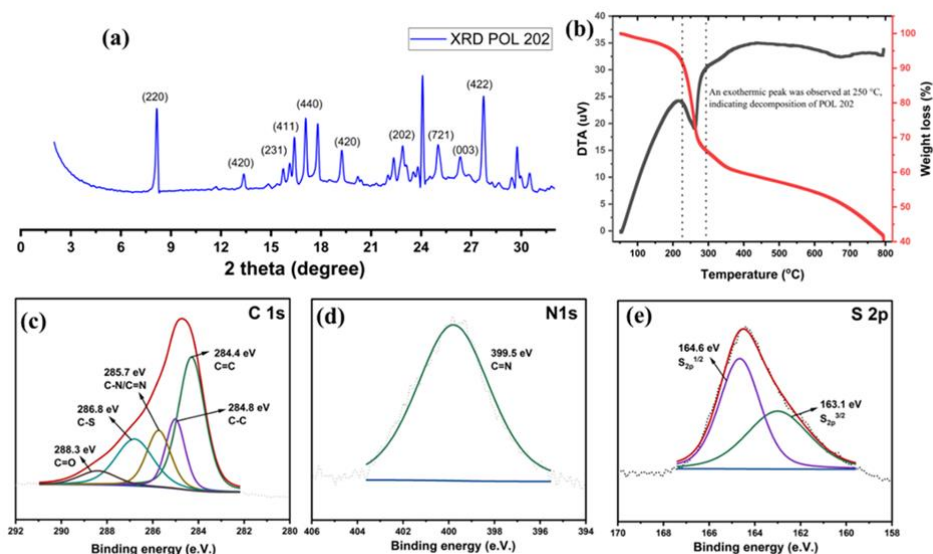 (a)
XRD POL 202
(220)
(420)
(231)
(411)
(440)
(420)
(202)
(721)
(003)
(422)
0 3 6 9 12 15 18 21 24 27 30
2 theta (degree)
(b)
40
35
30
25
20
15
10
5
0
DTA (uV)
An exothermic peak was observed at 250 °C,
indicating decomposition of POL 202
100
90
80
70
60
50
40
Weight loss (%)
0 100 200 300 400 500 600 700 800
Temperature (°C)
(c)
C 1s
284.4 eV
C=C
285.7 eV
C-N/C=N
286.8 eV
C-S
284.8 eV
C-C
288.3 eV
C=O
292 290 288 286 284 282 280
Binding energy (e.V.)
(d)
N1s
399.5 eV
C=N
406 404 402 400 398 396 394
Binding energy (e.V.)
(e)
S 2p
164.6 eV
S2p1/2
163.1 eV
S2p3/2
170 168 166 164 162 160 158
Binding energy (e.V.)